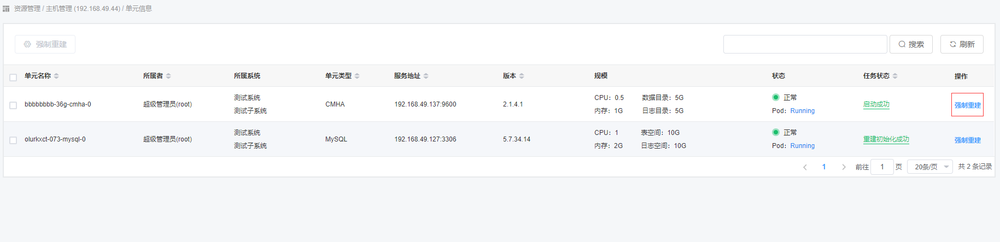 资源管理 / 主机管理 (192.168.49.44) / 单元信息
强制重建 搜索 刷新
单元名称 所属者 所属系统 单元类型 服务地址 版本 规模 状态 任务状态 操作
bbbbbbbb-36g-cmha-0 超级管理员(root) 测试系统 测试子系统 CMHA 192.168.49.137:9600 2.1.4.1 CPU：0.5 数据目录：5G 内存：1G 日志目录：5G 正常 Pod：Running 启动成功 强制重建
olurkxct-073-mysql-0 超级管理员(root) 测试系统 测试子系统 MySQL 192.168.49.127:3306 5.7.34.14 CPU：1 表空间：10G 内存：2G 日志空间：10G 正常 Pod：Running 重建初始化成功 强制重建
1 前往 1 页 20条/页 共 2 条记录